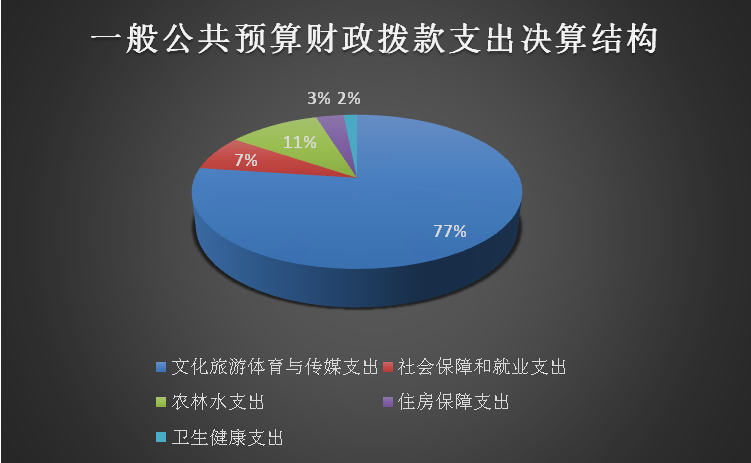 一般公共预算财政拨款支出决算结构
3% 2%
11%
7%
77%
文化旅游体育与传媒支出 社会保障和就业支出
农林水支出 住房保障支出
卫生健康支出